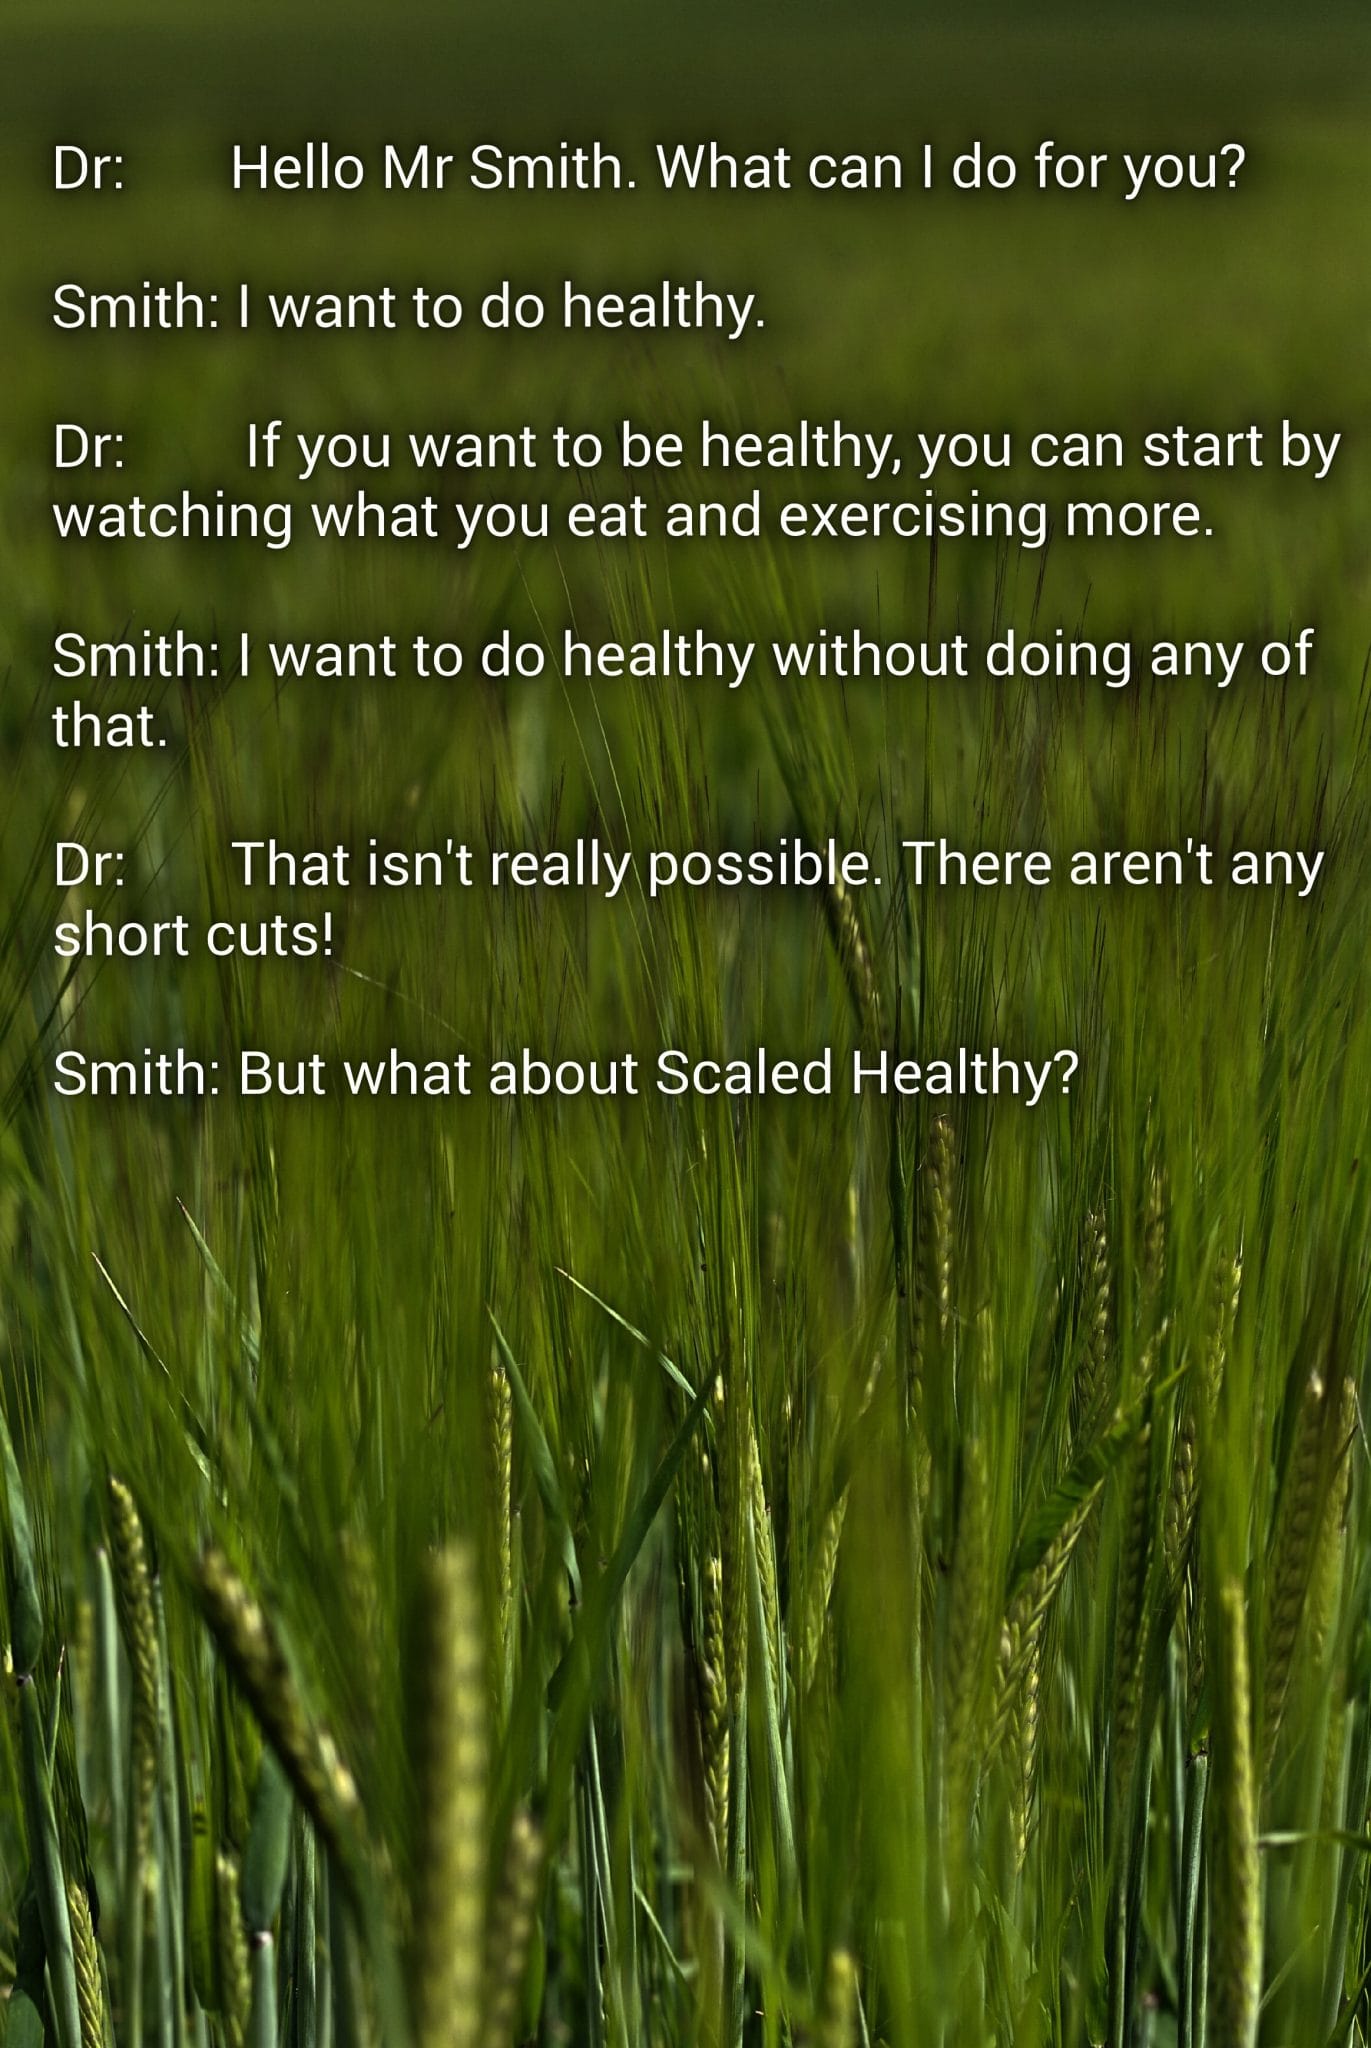 Dr: Hello Mr Smith. What can I do for you?
Smith: I want to do healthy.
Dr: If you want to be healthy, you can start by
watching what you eat and exercising more.
Smith: I want to do healthy without doing any of
that.
Dr: That isn't really possible. There aren't any
short cuts!
Smith: But what about Scaled Healthy?